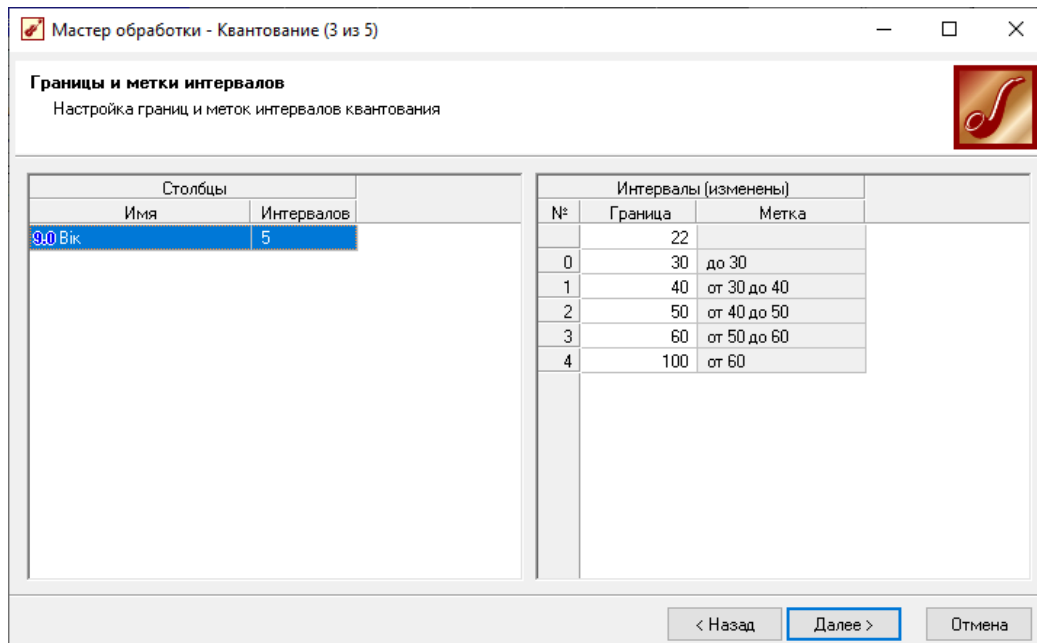 Мастер обработки - Квантование (3 из 5)
Границы и метки интервалов
Настройка границ и меток интервалов квантования
Столбцы
Имя Интервалов
9.0 Вік 5
Интервалы (изменены)
№ Граница Метка
22
0 30 до 30
1 40 от 30 до 40
2 50 от 40 до 50
3 60 от 50 до 60
4 100 от 60
< Назад Далее > Отмена